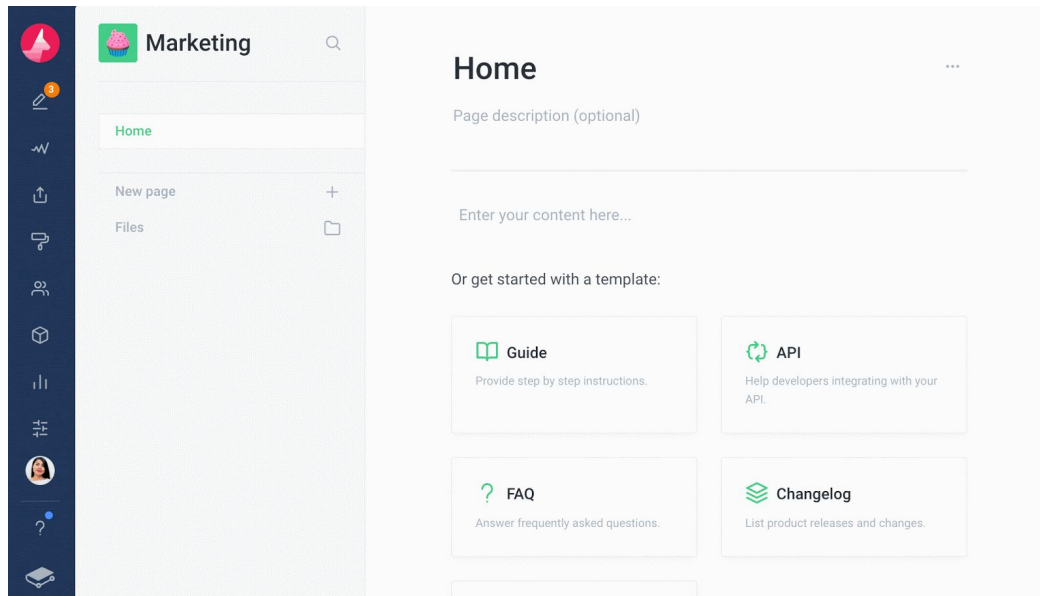 Marketing
3
Home
New page
Files
Home
Page description (optional)
Enter your content here...
Or get started with a template:
Guide
Provide step by step instructions.
API
Help developers integrating with your
API.
FAQ
Answer frequently asked questions.
Changelog
List product releases and changes.